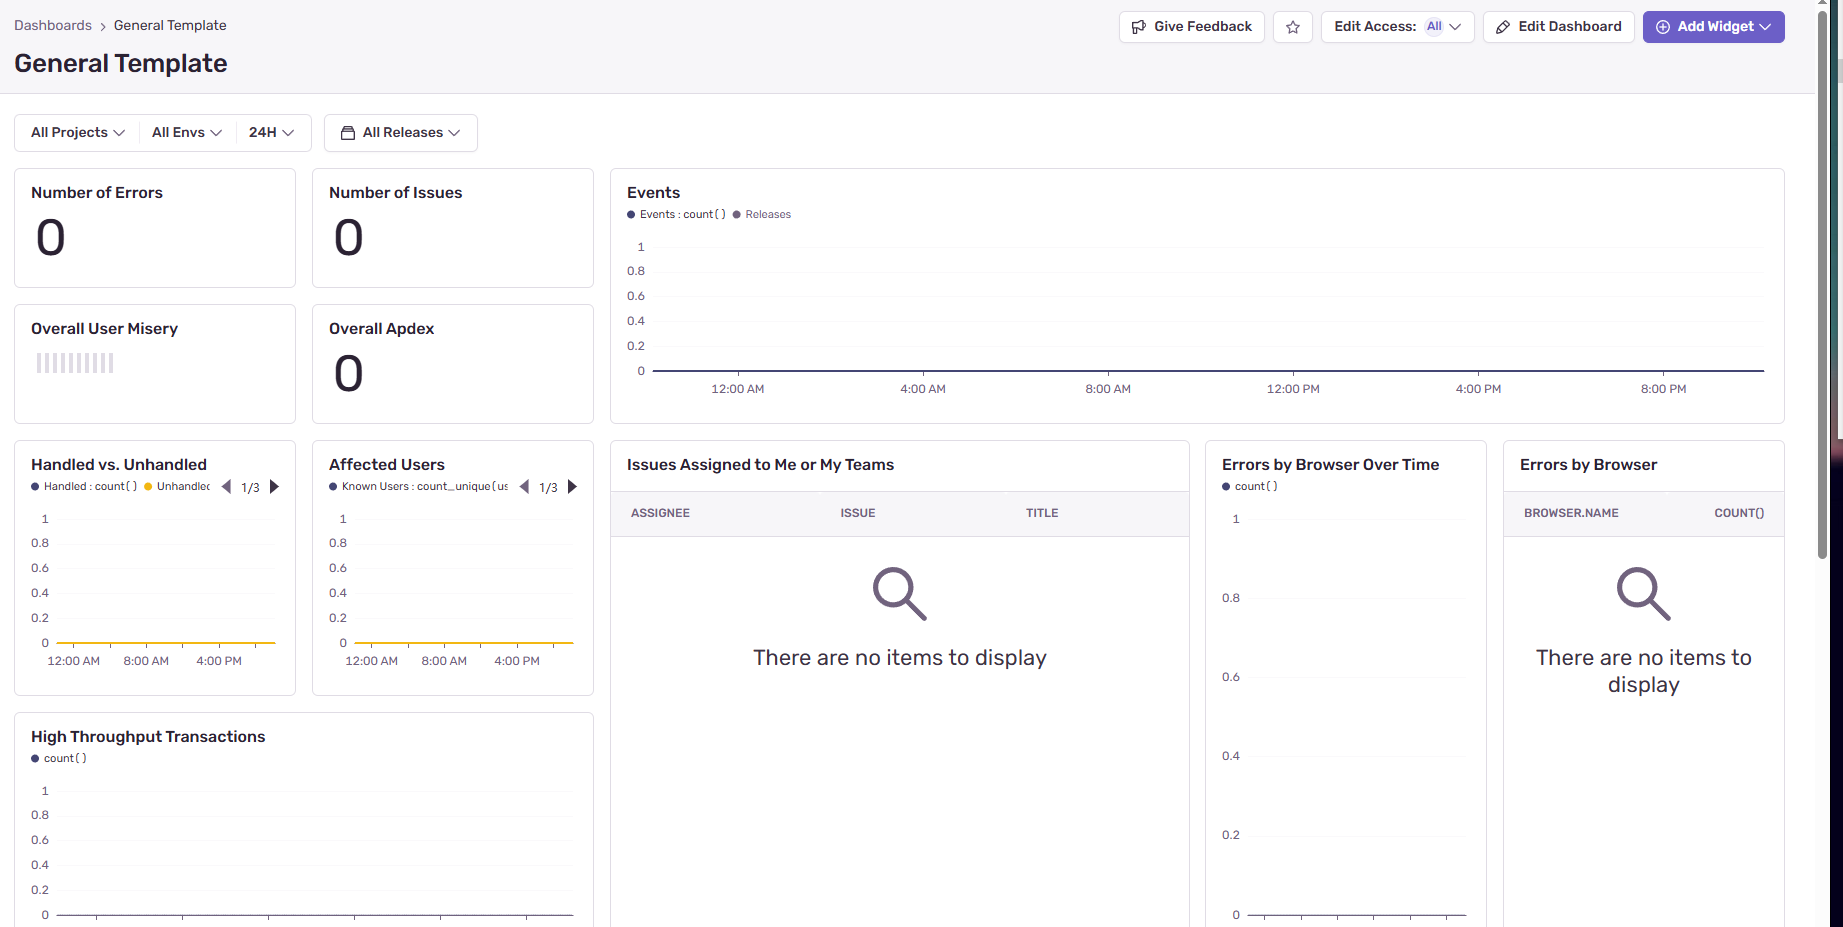 Dashboards > General Template
Give Feedback
Edit Access: All
Edit Dashboard
Add Widget
General Template
All Projects
All Envs
24H
All Releases
Number of Errors
0
Number of Issues
0
Events
Events : count() Releases
1
0.8
0.6
0.4
0.2
0
12:00 AM 4:00 AM 8:00 AM 12:00 PM 4:00 PM 8:00 PM
Overall User Misery
Overall Apdex
0
Handled vs. Unhandled
Handled : count() Unhandled 1/3
1
0.8
0.6
0.4
0.2
0
12:00 AM 8:00 AM 4:00 PM
Affected Users
Known Users : count_unique(us 1/3
1
0.8
0.6
0.4
0.2
0
12:00 AM 8:00 AM 4:00 PM
Issues Assigned to Me or My Teams
ASSIGNEE ISSUE TITLE
There are no items to display
Errors by Browser Over Time
count()
1
0.8
0.6
0.4
0.2
0
Errors by Browser
BROWSER.NAME COUNT()
There are no items to
display
High Throughput Transactions
count()
1
0.8
0.6
0.4
0.2
0